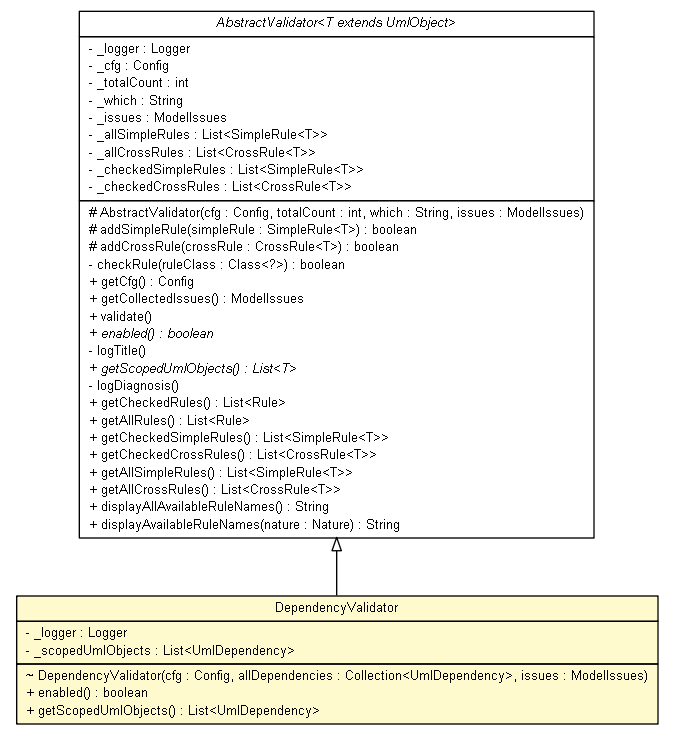 AbstractValidator<T extends UmlObject>
- _logger : Logger
- _cfg : Config
- _totalCount : int
- _which : String
- _issues : ModelIssues
- _allSimpleRules : List<SimpleRule<T>>
- _allCrossRules : List<CrossRule<T>>
- _checkedSimpleRules : List<SimpleRule<T>>
- _checkedCrossRules : List<CrossRule<T>>
# AbstractValidator(cfg : Config, totalCount : int, which : String, issues : ModelIssues)
# addSimpleRule(simpleRule : SimpleRule<T>) : boolean
# addCrossRule(crossRule : CrossRule<T>) : boolean
- checkRule(ruleClass : Class<?>) : boolean
+ getCfg() : Config
+ getCollectedIssues() : ModelIssues
+ validate()
+ enabled() : boolean
- logTitle()
+ getScopedUmlObjects() : List<T>
- logDiagnosis()
+ getCheckedRules() : List<Rule>
+ getAllRules() : List<Rule>
+ getCheckedSimpleRules() : List<SimpleRule<T>>
+ getCheckedCrossRules() : List<CrossRule<T>>
+ getAllSimpleRules() : List<SimpleRule<T>>
+ getAllCrossRules() : List<CrossRule<T>>
+ displayAllAvailableRuleNames() : String
+ displayAvailableRuleNames(nature : Nature) : String
DependencyValidator
- _logger : Logger
- _scopedUmlObjects : List<UmlDependency>
~ DependencyValidator(cfg : Config, allDependencies : Collection<UmlDependency>, issues : ModelIssues)
+ enabled() : boolean
+ getScopedUmlObjects() : List<UmlDependency>